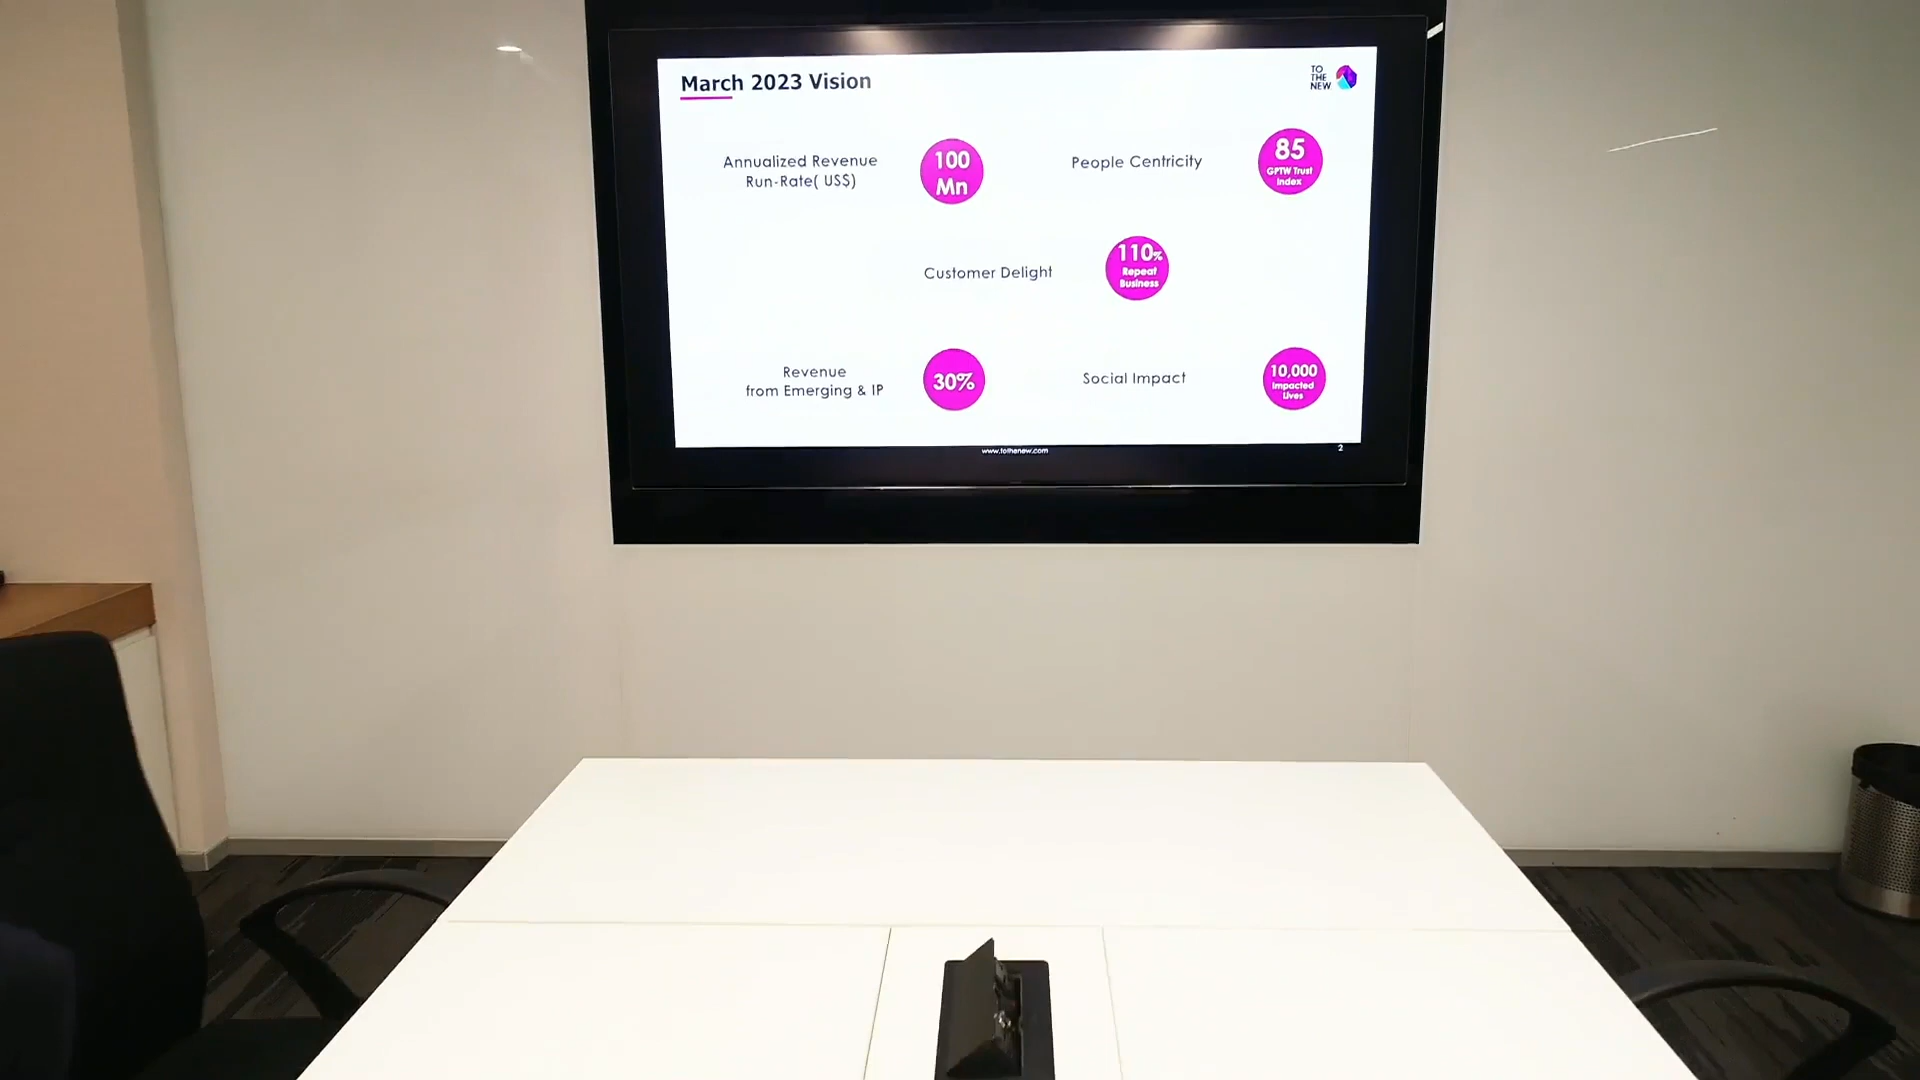 March 2023 Vision
TO
THE
NEW
Annualized Revenue
Run-Rate( US$)
100
Mn
People Centricity
85
GPTW Trust
Index
Customer Delight
110%
Repeat
Business
Revenue
from Emerging & IP
30%
Social Impact
10,000
Impacted
Lives
www.tothenew.com
2